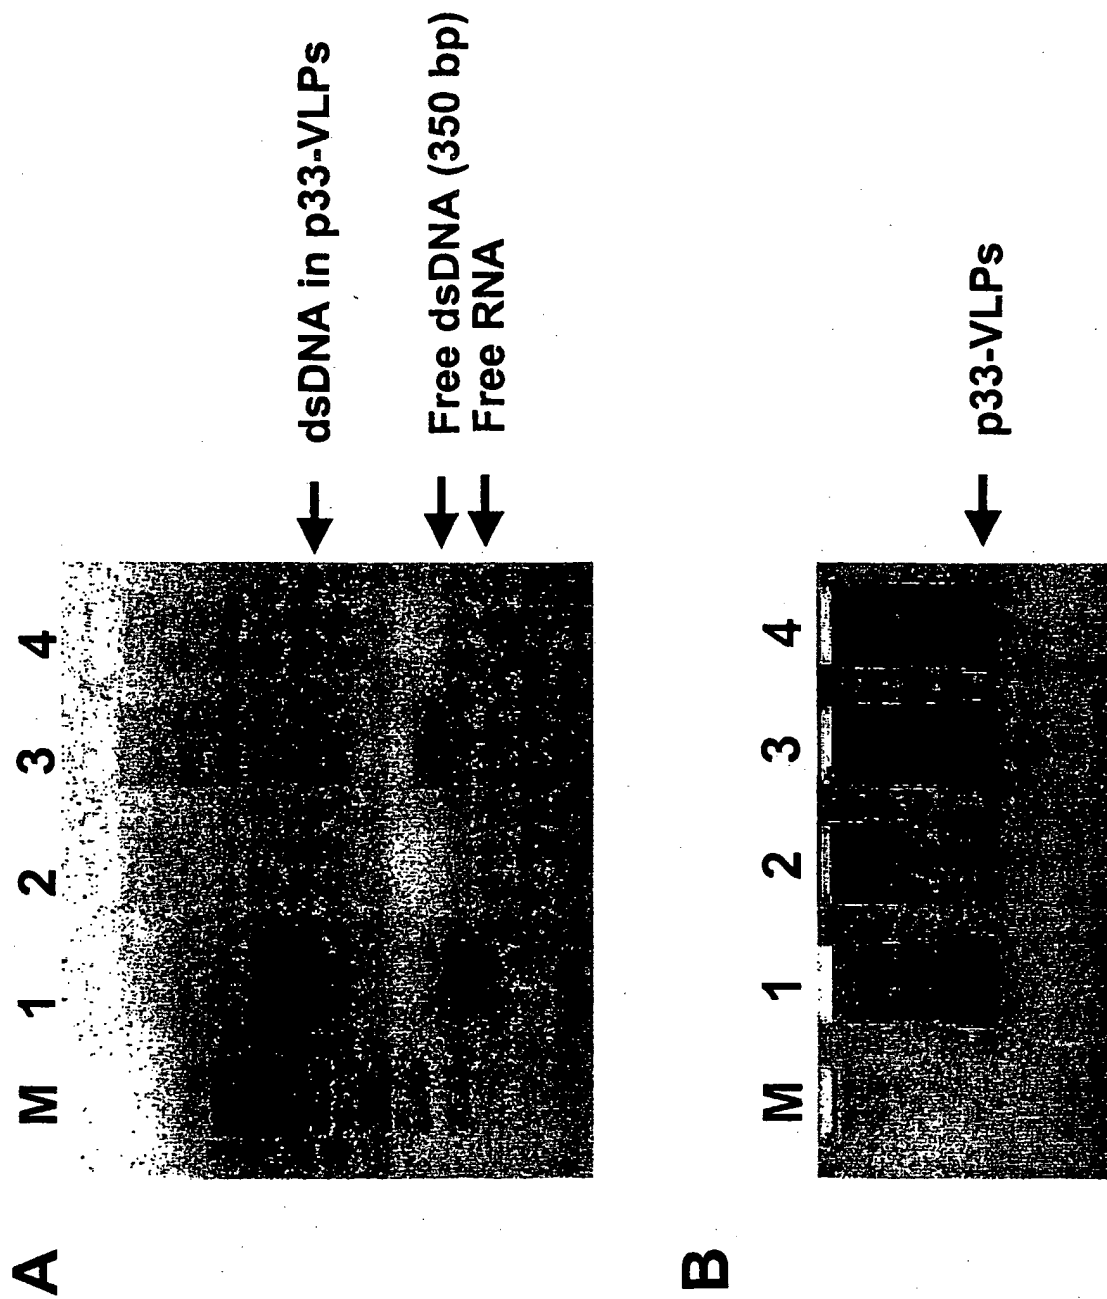 A
M 1 2 3 4
dsDNA in p33-VLPs
Free dsDNA (350 bp)
Free RNA
B
M 1 2 3 4
p33-VLPs